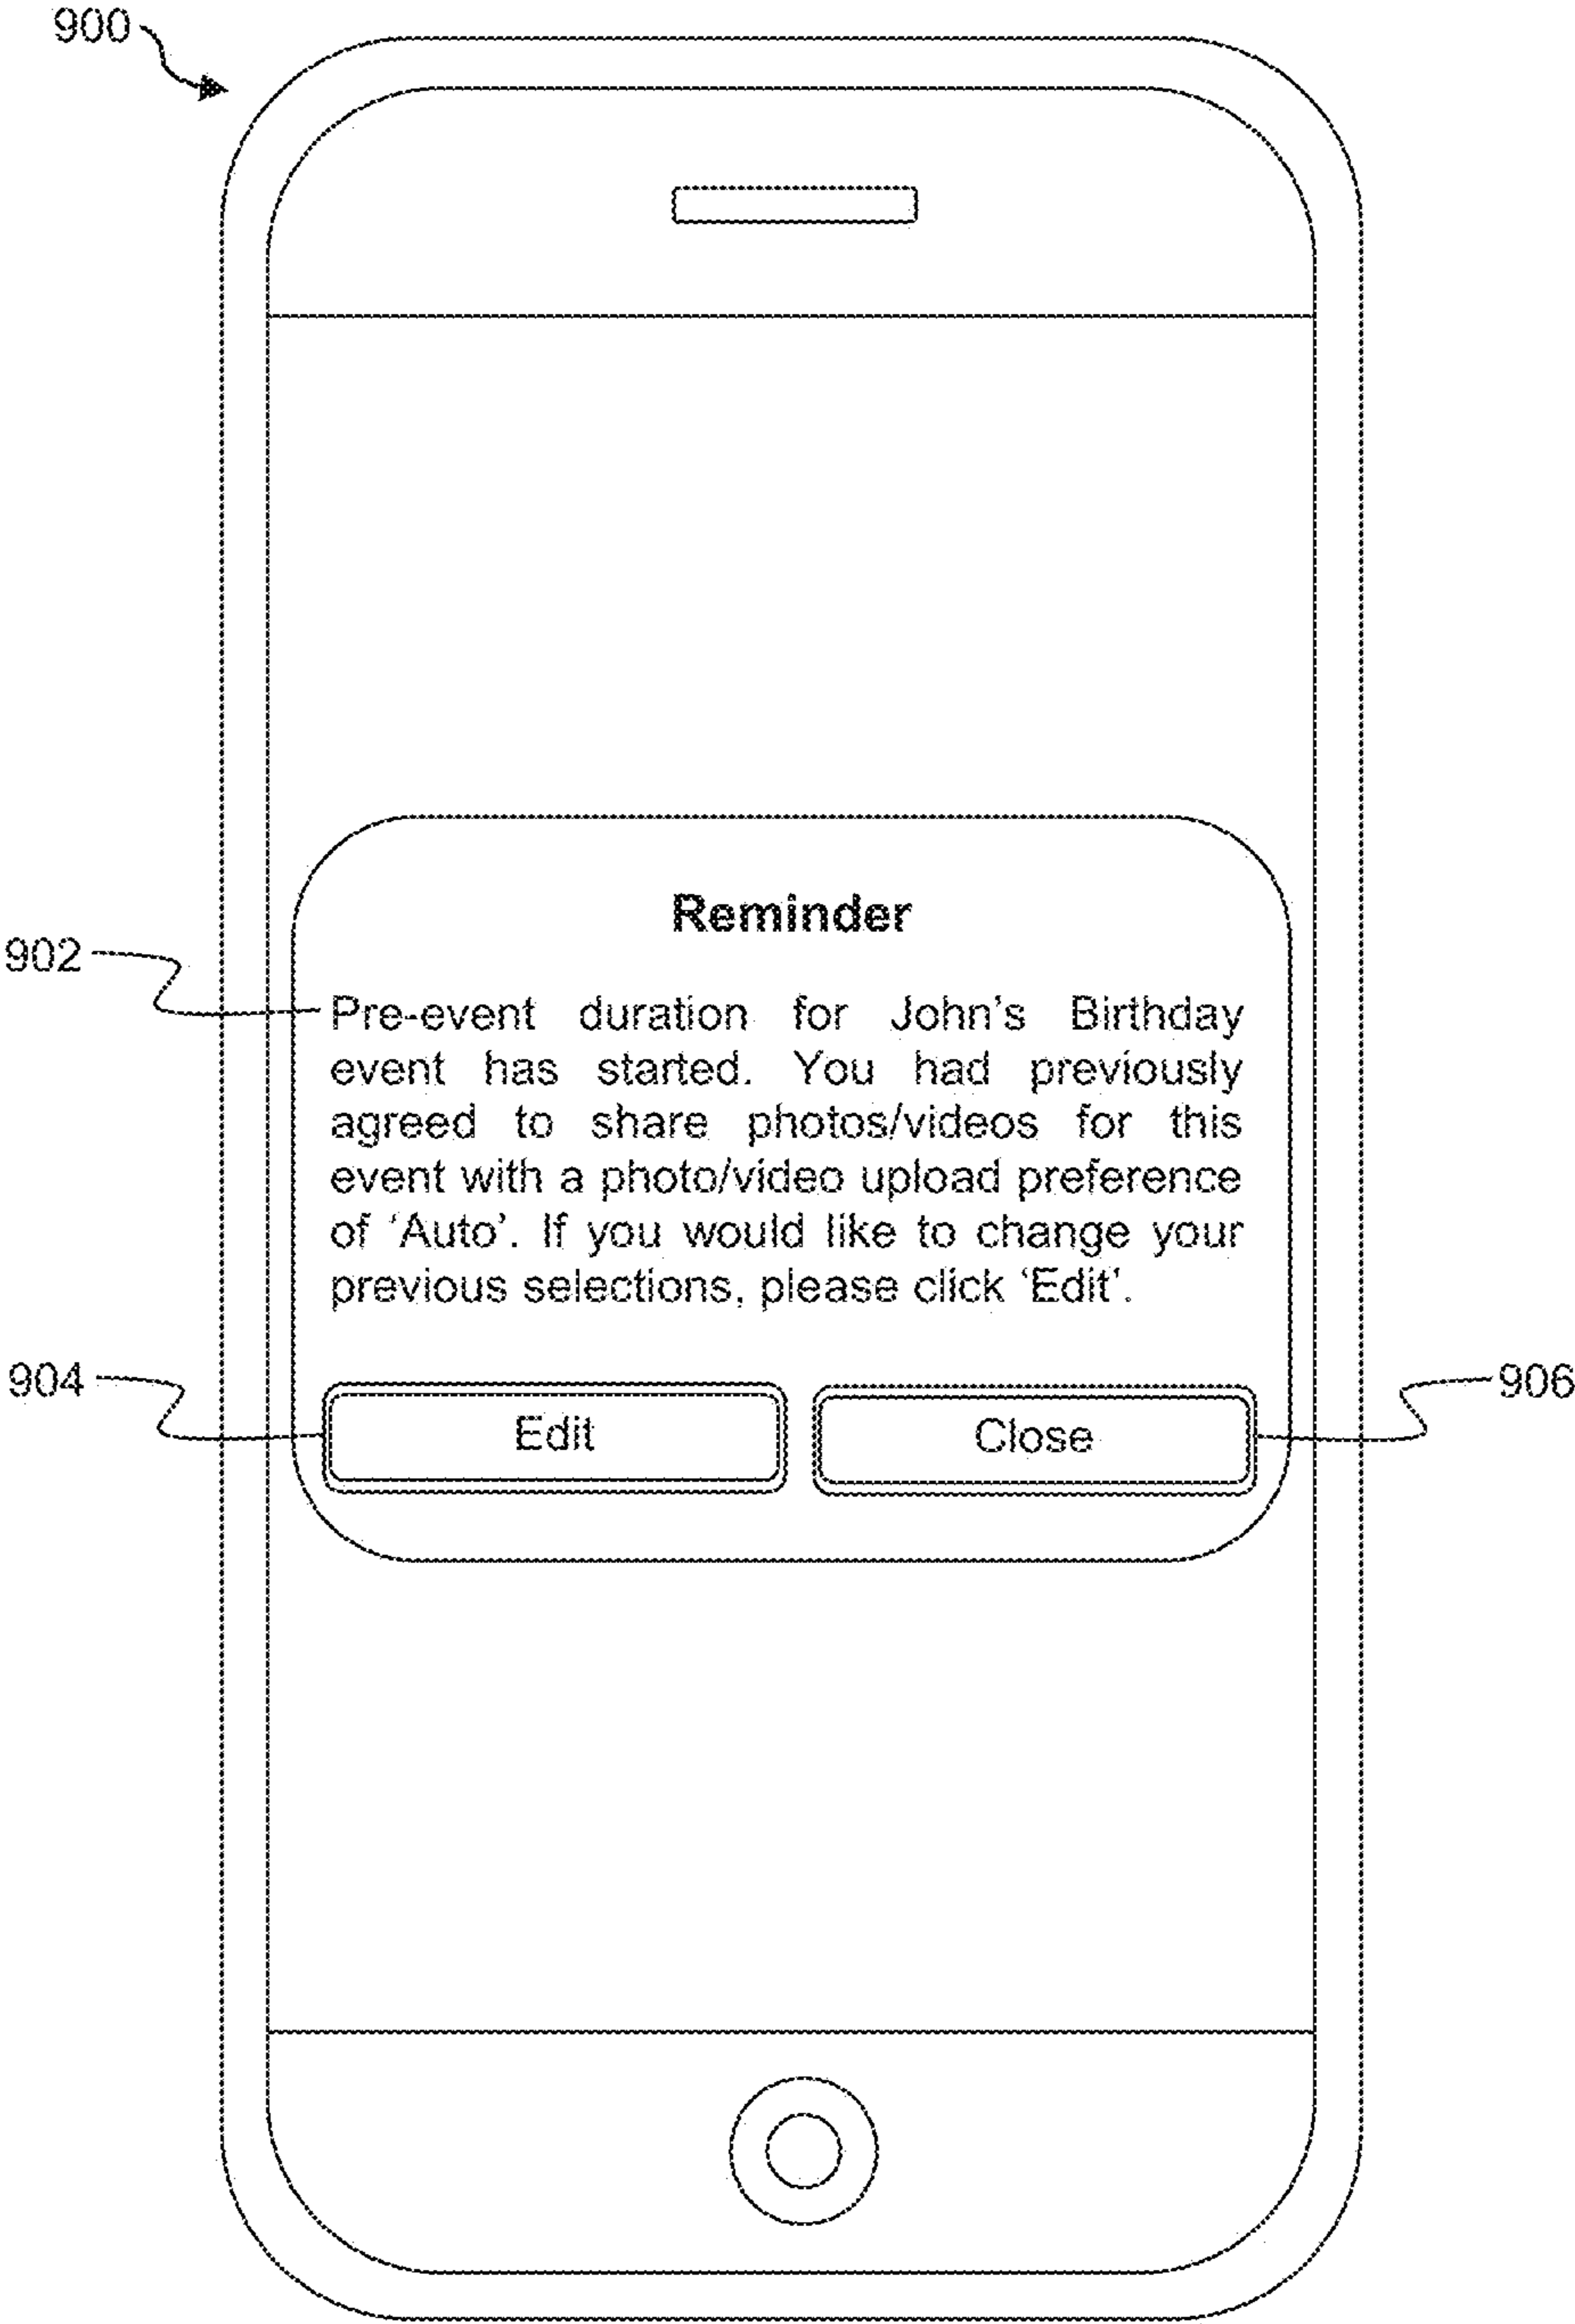 900
Reminder
902
Pre-event duration for John's Birthday
event has started. You had previously
agreed to share photos/videos for this
event with a photo/video upload preference
of ‘Auto’. If you would like to change your
previous selections, please click ‘Edit’.
904
Edit
Close
906